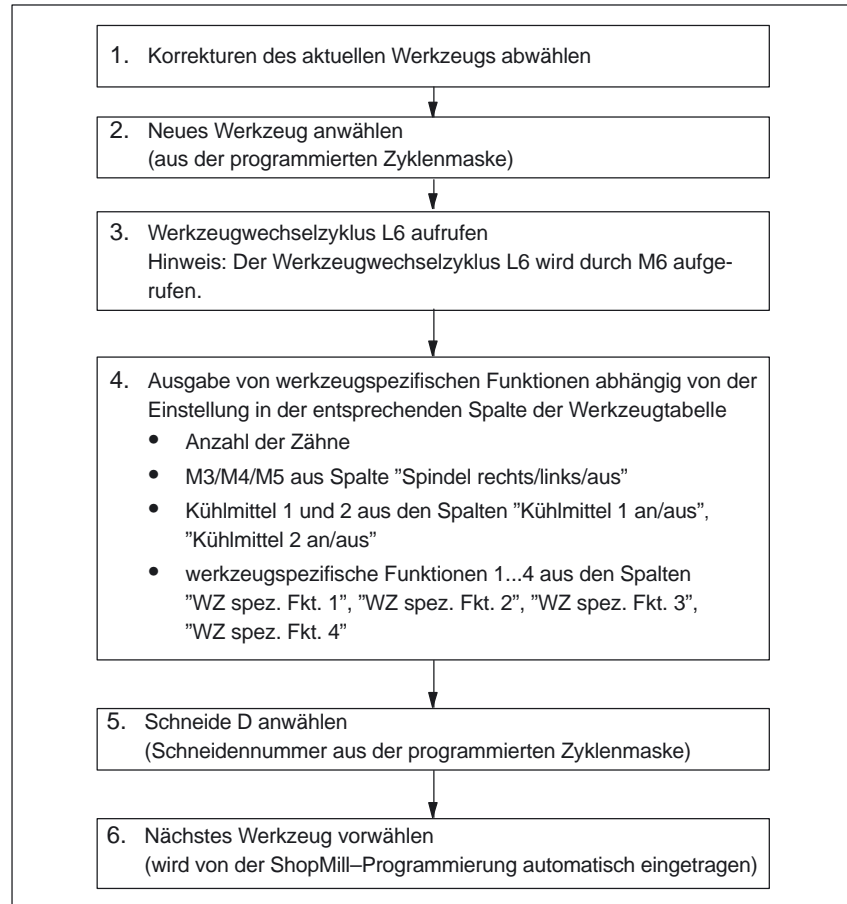 1. Korrekturen des aktuellen Werkzeugs abwählen
2. Neues Werkzeug anwählen
(aus der programmierten Zyklenmaske)
3. Werkzeugwechselzyklus L6 aufrufen
Hinweis: Der Werkzeugwechselzyklus L6 wird durch M6 aufge-
rufen.
4. Ausgabe von werkzeugspezifischen Funktionen abhängig von der
Einstellung in der entsprechenden Spalte der Werkzeugtabelle
• Anzahl der Zähne
• M3/M4/M5 aus Spalte ”Spindel rechts/links/aus”
• Kühlmittel 1 und 2 aus den Spalten ”Kühlmittel 1 an/aus”,
”Kühlmittel 2 an/aus”
• werkzeugspezifische Funktionen 1...4 aus den Spalten
”WZ spez. Fkt. 1”, ”WZ spez. Fkt. 2”, ”WZ spez. Fkt. 3”,
”WZ spez. Fkt. 4”
5. Schneide D anwählen
(Schneidennummer aus der programmierten Zyklenmaske)
6. Nächstes Werkzeug vorwählen
(wird von der ShopMill–Programmierung automatisch eingetragen)